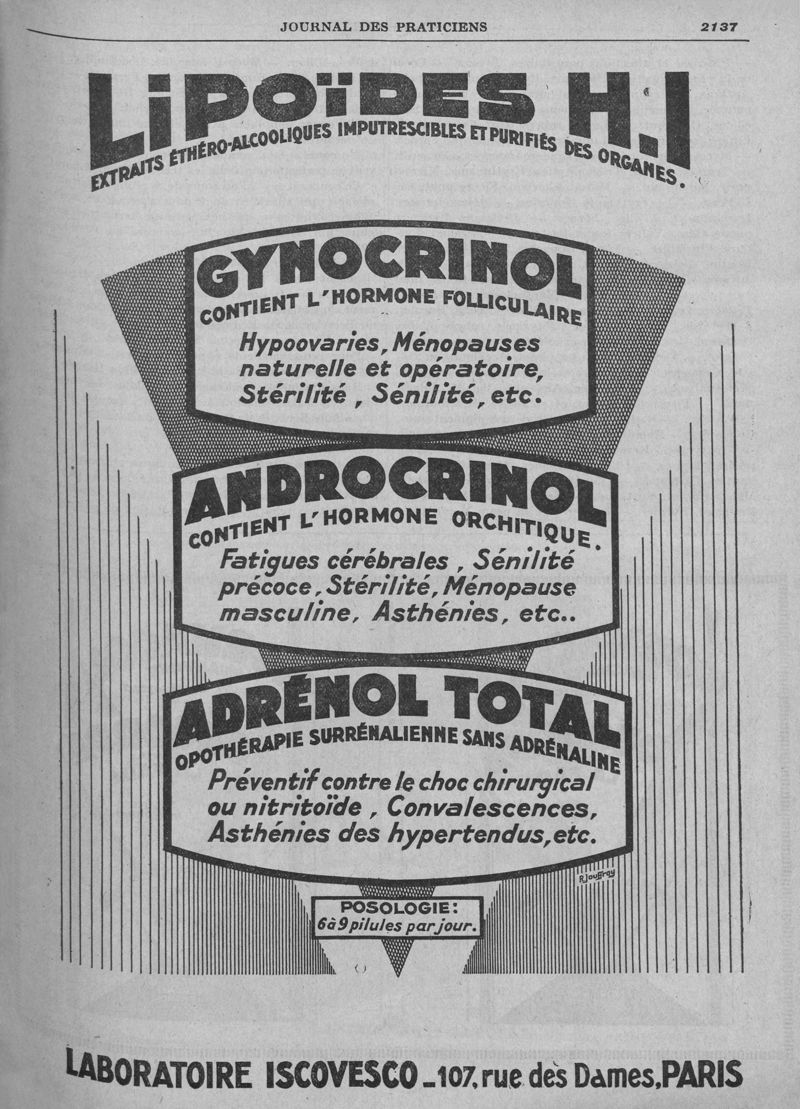 JOURNAL DES PRATICIENS 2137
LIPOÏDES H.I
EXTRAITS ÉTHÉRO-ALCOOLIQUES IMPUTRESCIBLES ET PURIFIÉS DES ORGANES.
GYNOCRINOL
CONTIENT L'HORMONE FOLLICULAIRE
Hypoovaries, Ménopauses
naturelle et opératoire,
Stérilité, Sénilité, etc.
ANDROCRINOL
CONTIENT L'HORMONE ORCHITIQUE.
Fatigues cérébrales, Sénilité
précoce, Stérilité, Ménopause
masculine, Asthénies, etc..
ADRÉNOL TOTAL
OPOTHÉRAPIE SURRÉNALIENNE SANS ADRÉNALINE
Préventif contre le choc chirurgical
ou nitritoïde, Convalescences,
Asthénies des hypertendus, etc.
R. Jouffroy
POSOLOGIE:
6 à 9 pilules par jour.
LABORATOIRE ISCOVESCO_107, rue des Dames, PARIS